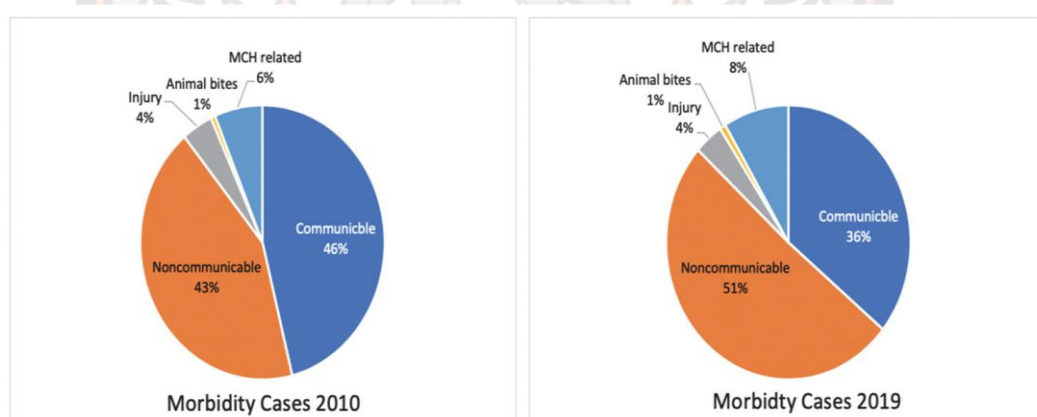 MCH related
6%
Animal bites
1%
Injury
4%
Communicble
46%
Noncommunicable
43%
Morbidity Cases 2010
MCH related
8%
Animal bites
1%
Injury
4%
Communicble
36%
Noncommunicable
51%
Morbidty Cases 2019